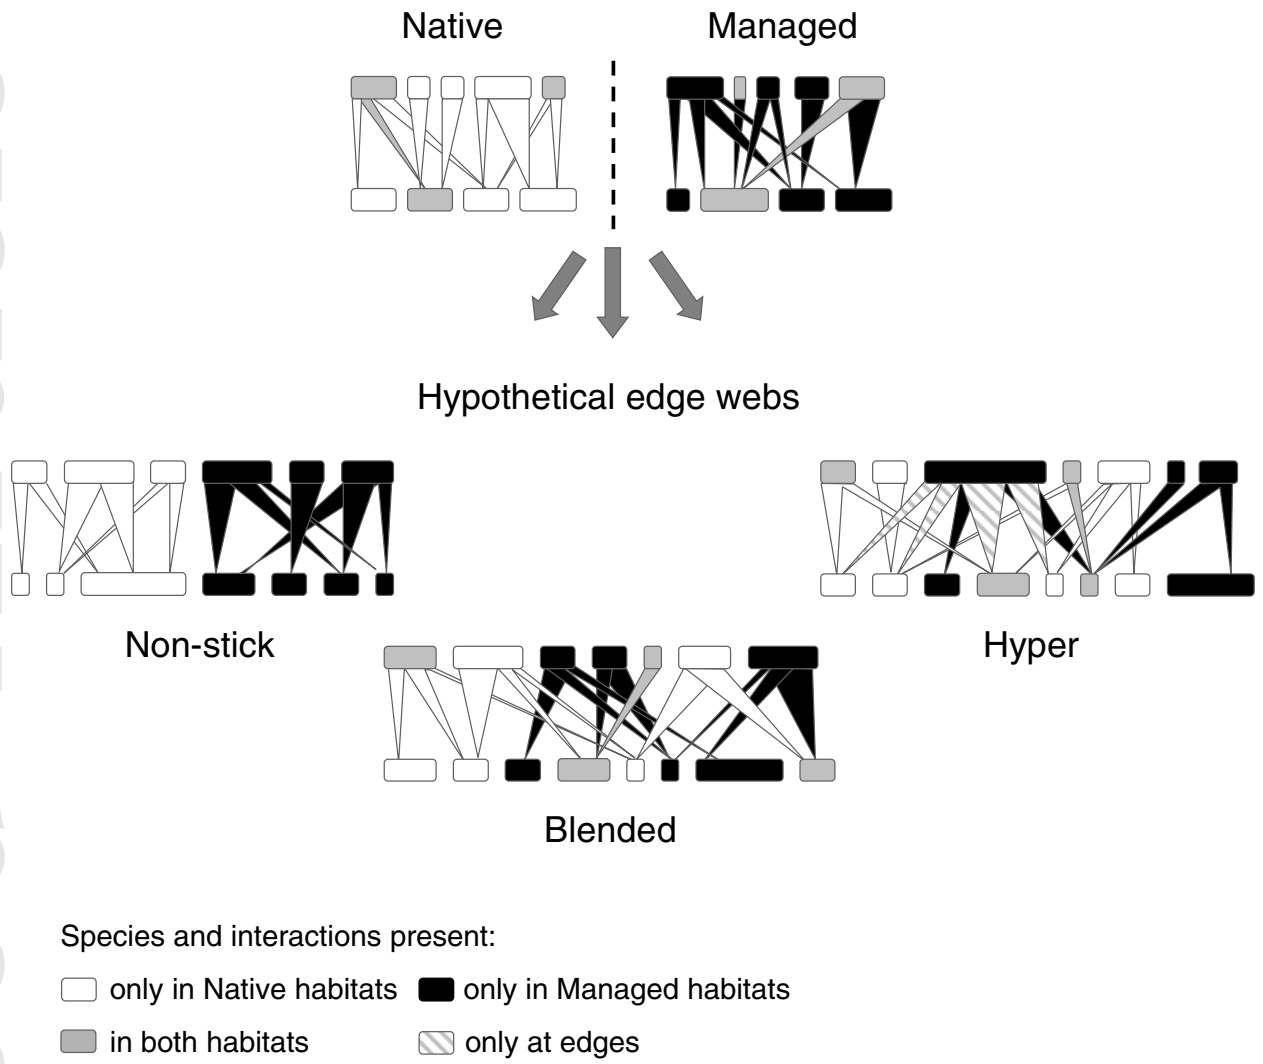 Native Managed
Hypothetical edge webs
Non-stick
Hyper
Blended
Species and interactions present:
only in Native habitats only in Managed habitats
in both habitats only at edges